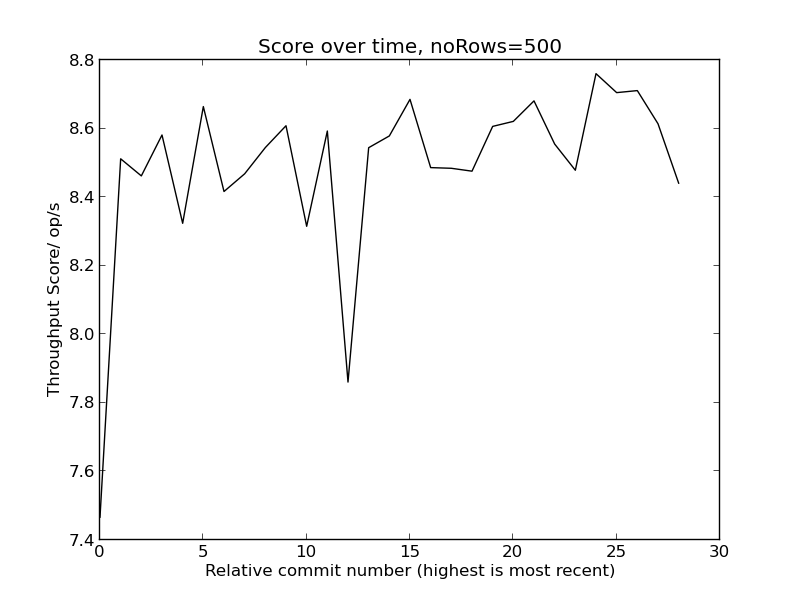 Score over time, noRows=500
8.8
8.6
8.4
8.2
8.0
7.8
7.6
7.4
Throughput Score/ op/s
0 5 10 15 20 25 30
Relative commit number (highest is most recent)